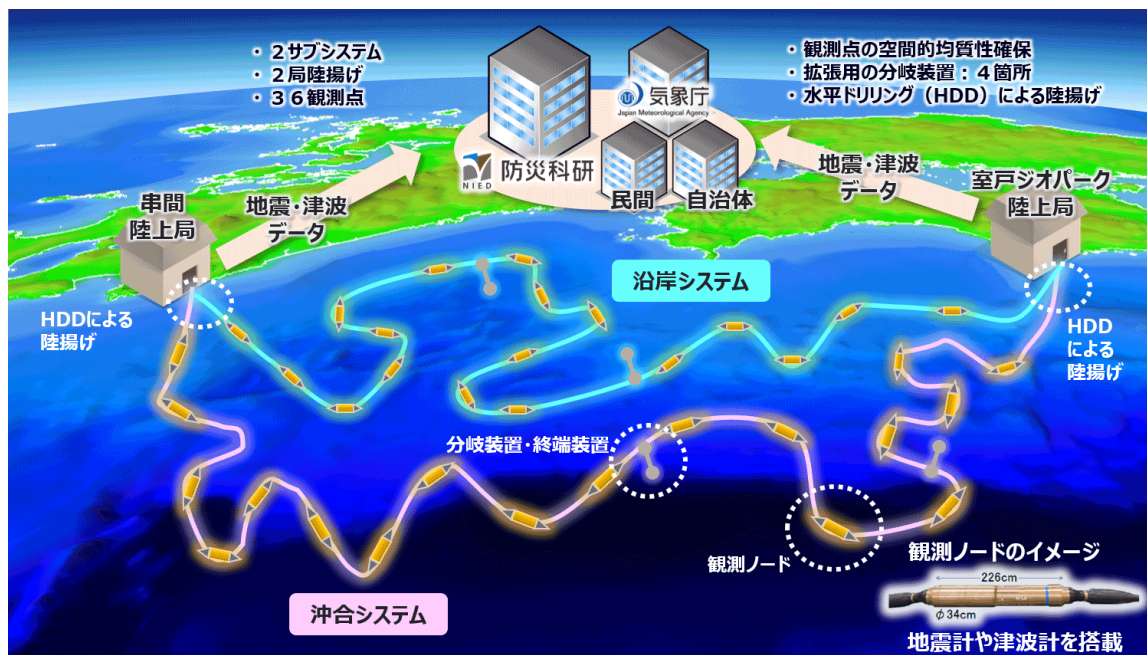 ・２サブシステム
・２局陸揚げ
・３６観測点
・観測点の空間的均質性確保
・拡張用の分岐装置：４箇所
・水平ドリリング（HDD）による陸揚げ
気象庁
Japan Meteorological Agency
NIED
防災科研
民間
自治体
串間
陸上局
地震・津波
データ
地震・津波
データ
室戸ジオパーク
陸上局
HDDによる
陸揚げ
沿岸システム
HDD
による
陸揚げ
分岐装置・終端装置
観測ノード
沖合システム
観測ノードのイメージ
226cm
φ34cm
地震計や津波計を搭載